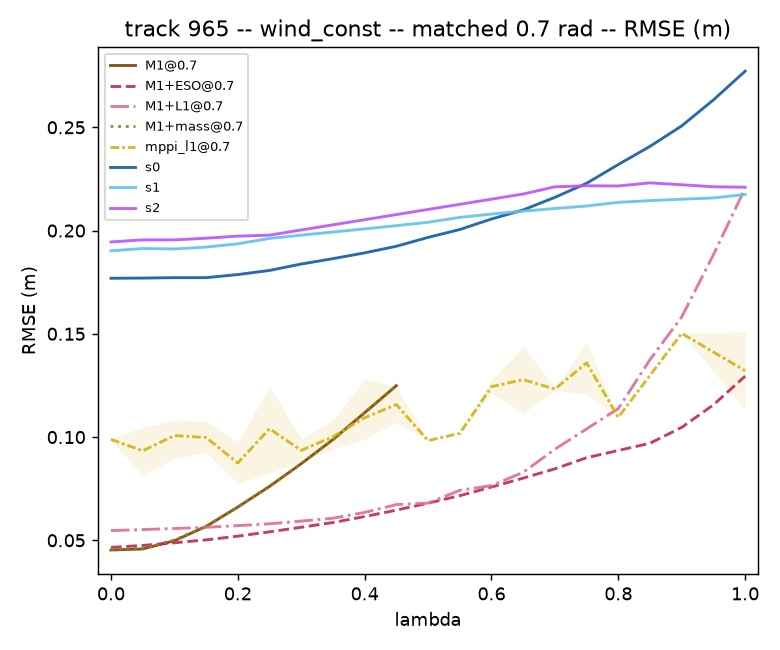 track 965 -- wind_const -- matched 0.7 rad -- RMSE (m)
M1@0.7
M1+ESO@0.7
M1+L1@0.7
M1+mass@0.7
mppi_l1@0.7
s0
s1
s2
RMSE (m)
0.25
0.20
0.15
0.10
0.05
0.0 0.2 0.4 0.6 0.8 1.0
lambda